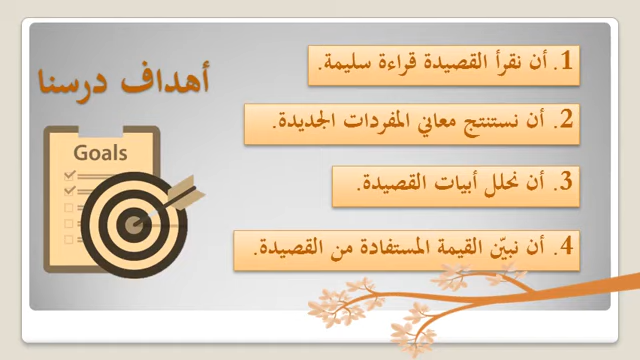 أهداف درسنا
1. أن نقرأ القصيدة قراءة سليمة.
2. أن نستنتج معاني المفردات الجديدة.
3. أن نحلل أبيات القصيدة.
4. أن نبيّن القيمة المستفادة من القصيدة.
Goals